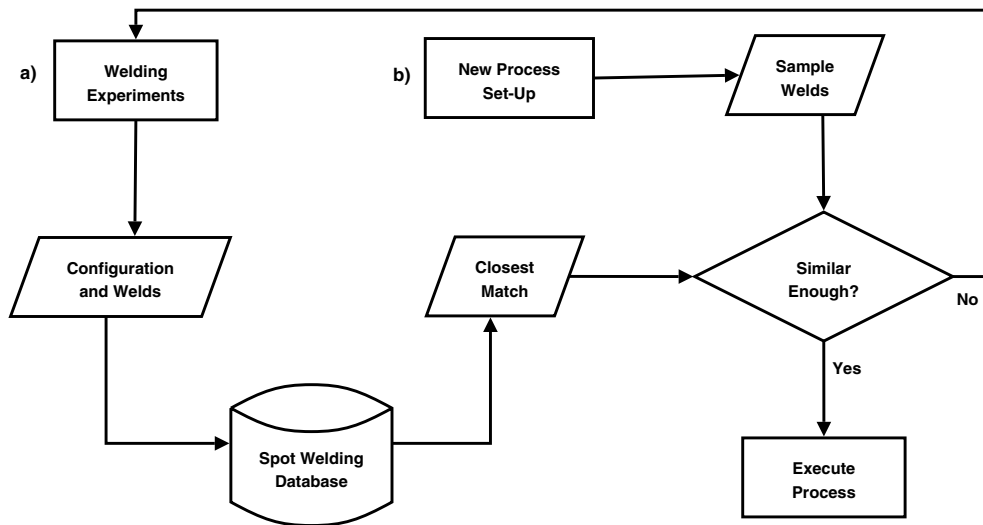 a)
Welding
Experiments
b)
New Process
Set-Up
Sample
Welds
Configuration
and Welds
Closest
Match
Similar
Enough?
No
Yes
Spot Welding
Database
Execute
Process